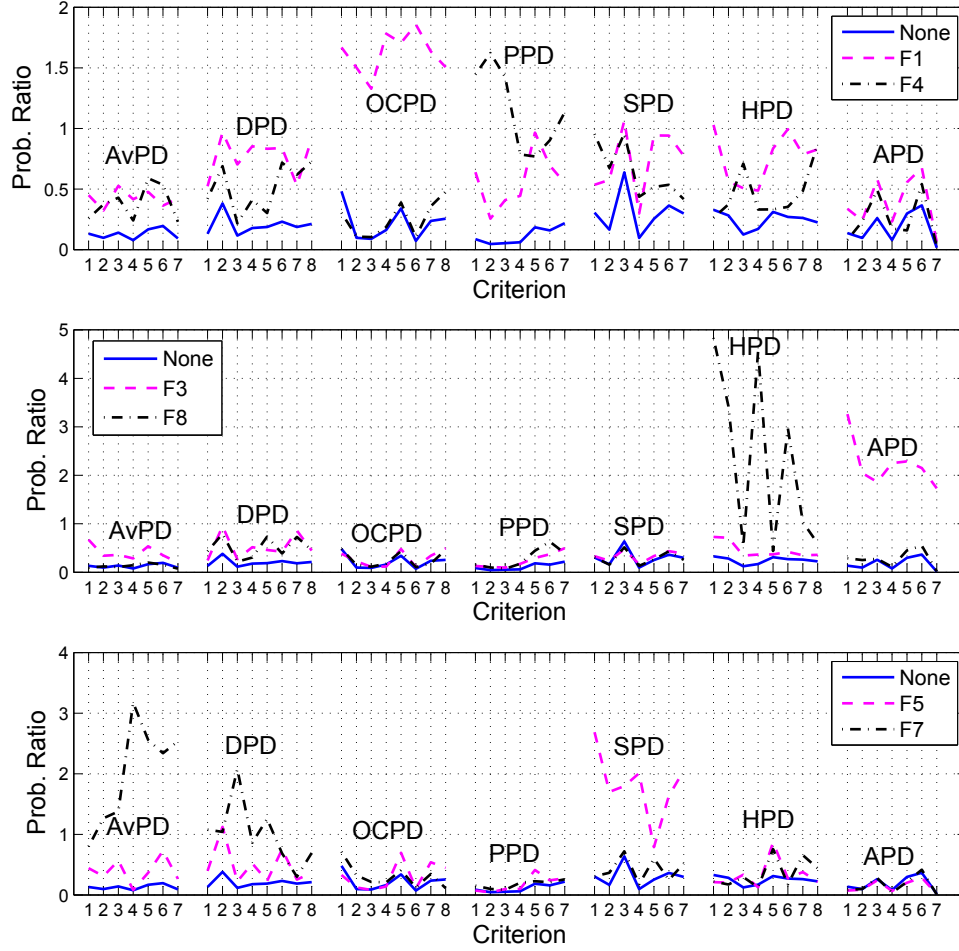 2
1.5
1
0.5
0
Prob. Ratio
AvPD
DPD
OCPD
PPD
SPD
HPD
APD
None
F1
F4
1 2 3 4 5 6 7 1 2 3 4 5 6 7 8 1 2 3 4 5 6 7 8 1 2 3 4 5 6 7 1 2 3 4 5 6 7 1 2 3 4 5 6 7 8 1 2 3 4 5 6 7
Criterion
5
4
3
2
1
0
Prob. Ratio
None
F3
F8
AvPD
DPD
OCPD
PPD
SPD
HPD
APD
1 2 3 4 5 6 7 1 2 3 4 5 6 7 8 1 2 3 4 5 6 7 8 1 2 3 4 5 6 7 1 2 3 4 5 6 7 1 2 3 4 5 6 7 8 1 2 3 4 5 6 7
Criterion
4
3
2
1
0
Prob. Ratio
AvPD
DPD
OCPD
PPD
SPD
HPD
APD
None
F5
F7
1 2 3 4 5 6 7 1 2 3 4 5 6 7 8 1 2 3 4 5 6 7 8 1 2 3 4 5 6 7 1 2 3 4 5 6 7 1 2 3 4 5 6 7 8 1 2 3 4 5 6 7
Criterion